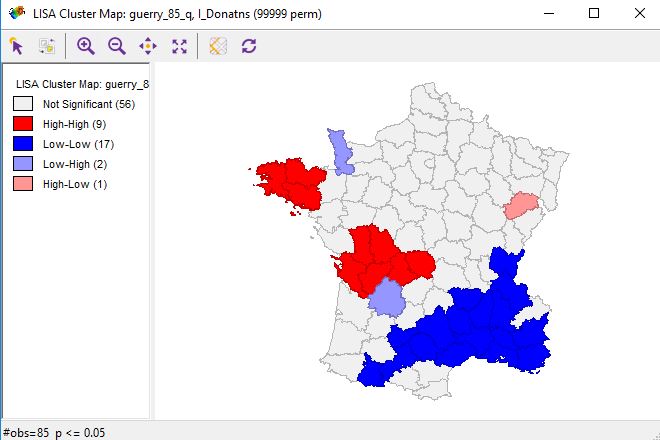 LISA Cluster Map: guerry_85_q, I_Donatns (99999 perm)
LISA Cluster Map: guerry_8
Not Significant (56)
High-High (9)
Low-Low (17)
Low-High (2)
High-Low (1)
#obs=85 p <= 0.05